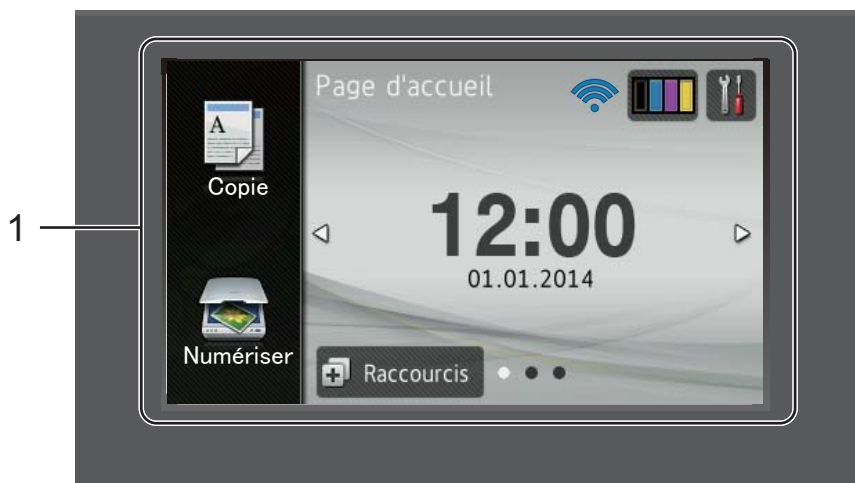 1
Page d'accueil
A
Copie
12:00
01.01.2014
Numériser
Raccourcis